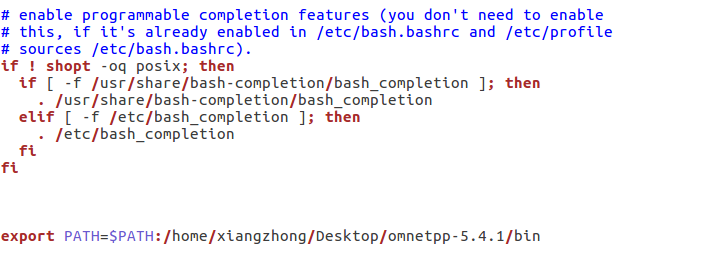 # enable programmable completion features (you don't need to enable
# this, if it's already enabled in /etc/bash.bashrc and /etc/profile
# sources /etc/bash.bashrc).
if ! shopt -oq posix; then
  if [ -f /usr/share/bash-completion/bash_completion ]; then
    . /usr/share/bash-completion/bash_completion
  elif [ -f /etc/bash_completion ]; then
    . /etc/bash_completion
  fi
fi
export PATH=$PATH:/home/xiangzhong/Desktop/omnetpp-5.4.1/bin